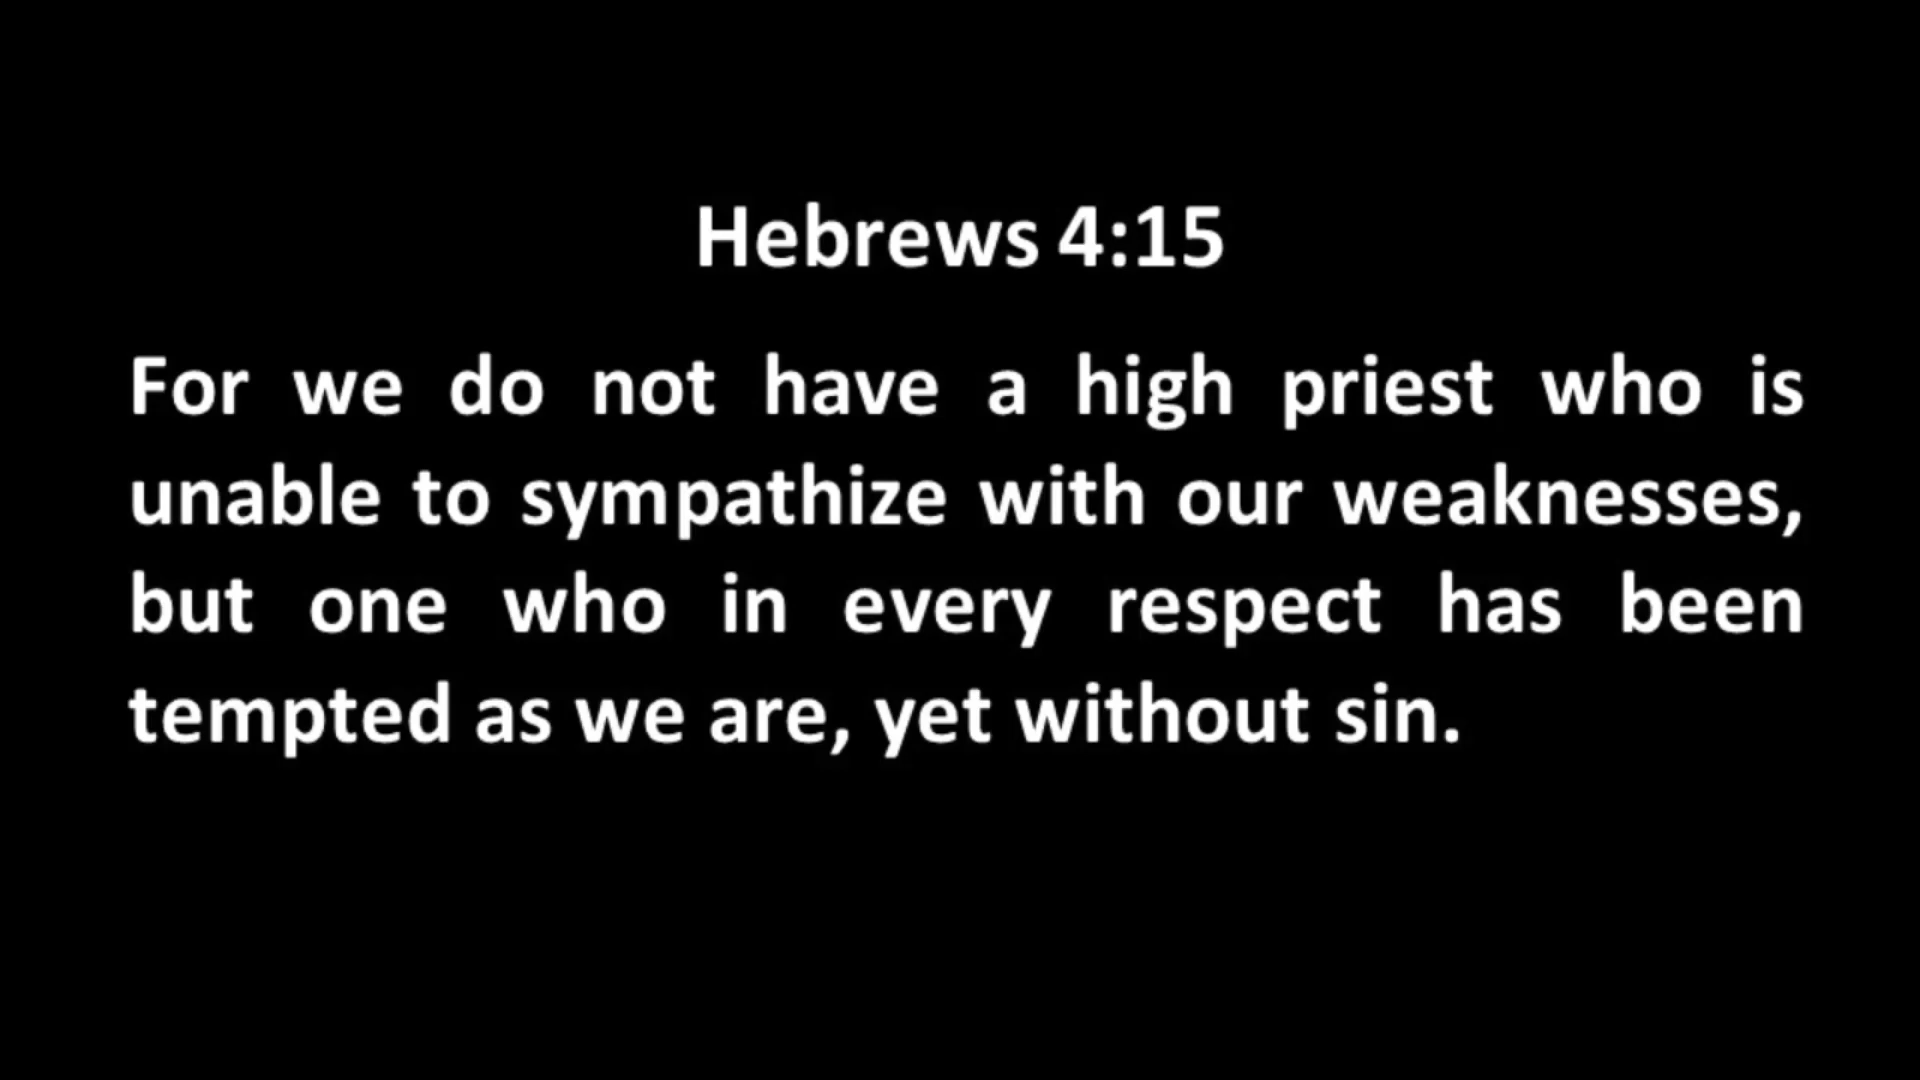 Hebrews 4:15
For we do not have a high priest who is
unable to sympathize with our weaknesses,
but one who in every respect has been
tempted as we are, yet without sin.